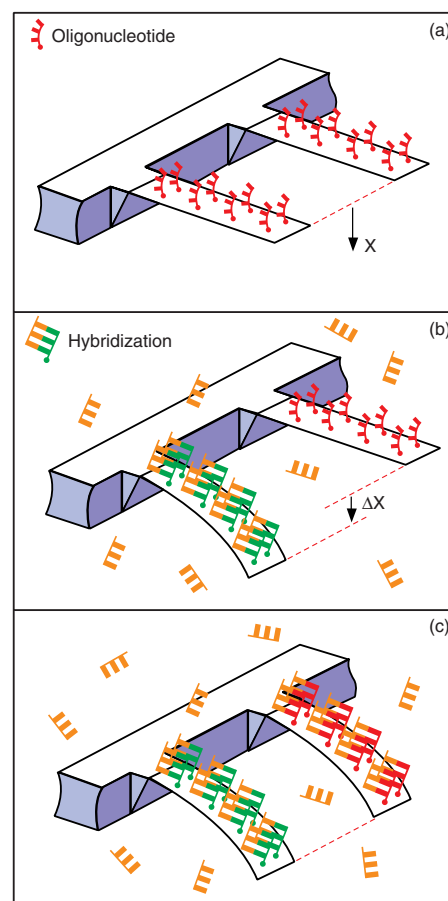 Oligonucleotide
(a)
X
Hybridization
(b)
ΔX
(c)